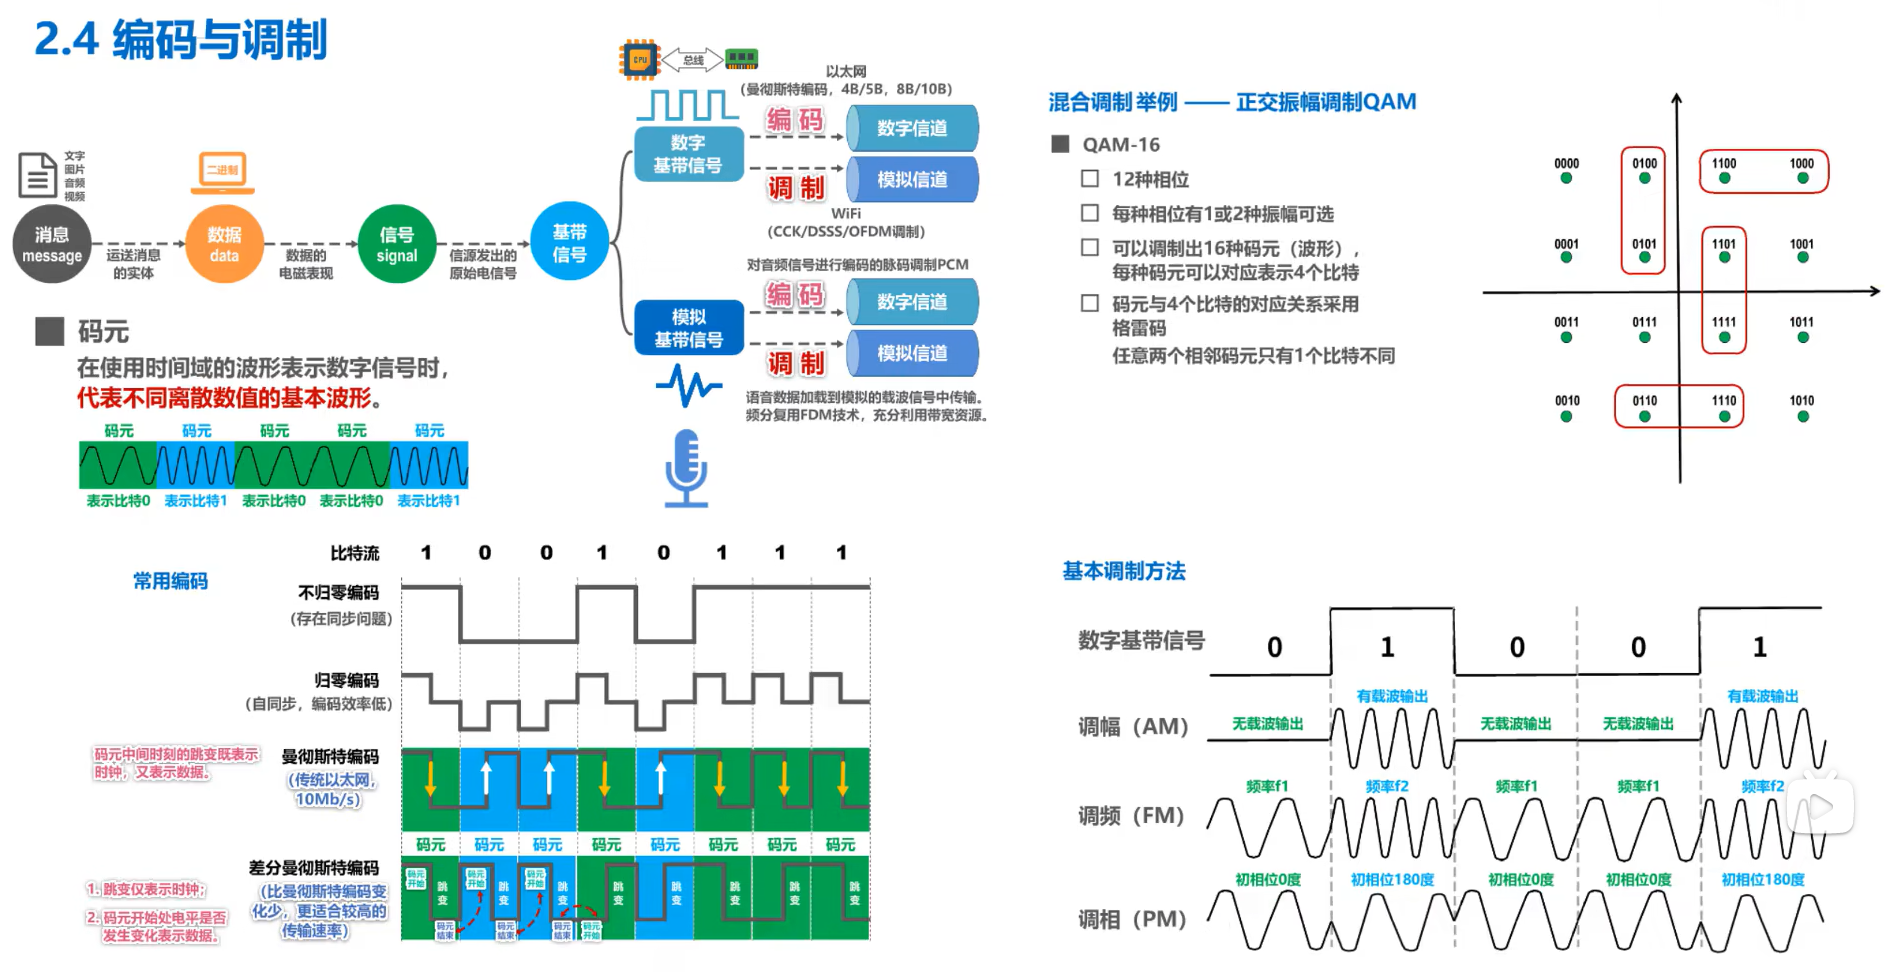 2.4 编码与调制
文字
图片
音频
视频
二进制
消息
message
运送消息
的实体
数据
data
数据的
电磁表现
信号
signal
信源发出的
原始电信号
基带
信号
CPU
总线
数字
基带信号
以太网
(曼彻斯特编码，4B/5B，8B/10B)
编 码
数字信道
调 制
模拟信道
WiFi
(CCK/DSSS/OFDM调制)
对音频信号进行编码的脉码调制PCM
模拟
基带信号
编 码
数字信道
调 制
模拟信道
语音数据加载到模拟的载波信号中传输。
频分复用FDM技术，充分利用带宽资源。
码元
在使用时间域的波形表示数字信号时，
代表不同离散数值的基本波形。
码元 码元 码元 码元 码元
表示比特0 表示比特1 表示比特0 表示比特0 表示比特1
混合调制 举例 —— 正交振幅调制QAM
QAM-16
12种相位
每种相位有1或2种振幅可选
可以调制出16种码元（波形），
每种码元可以对应表示4个比特
码元与4个比特的对应关系采用
格雷码
任意两个相邻码元只有1个比特不同
0000 0100 1100 1000
0001 0101 1101 1001
0011 0111 1111 1011
0010 0110 1110 1010
常用编码
比特流 1 0 0 1 0 1 1 1
不归零编码
（存在同步问题）
归零编码
（自同步，编码效率低）
码元中间时刻的跳变既表示
时钟，又表示数据。
曼彻斯特编码
（传统以太网，
10Mb/s）
码元 码元 码元 码元 码元 码元 码元 码元
差分曼彻斯特编码
（比曼彻斯特编码变
化少，更适合较高的
传输速率）
1. 跳变仅表示时钟；
2. 码元开始处电平是否
发生变化表示数据。
码元
开始
码元
开始
码元
开始
跳
变
跳
变
跳
变
跳
变
跳
变
跳
变
跳
变
跳
变
码元
结束
码元
结束
码元
结束
码元
开始
基本调制方法
数字基带信号 0 1 0 0 1
调幅（AM）
无载波输出 有载波输出 无载波输出 无载波输出 有载波输出
调频（FM）
频率f1 频率f2 频率f1 频率f1 频率f2
调相（PM）
初相位0度 初相位180度 初相位0度 初相位0度 初相位180度